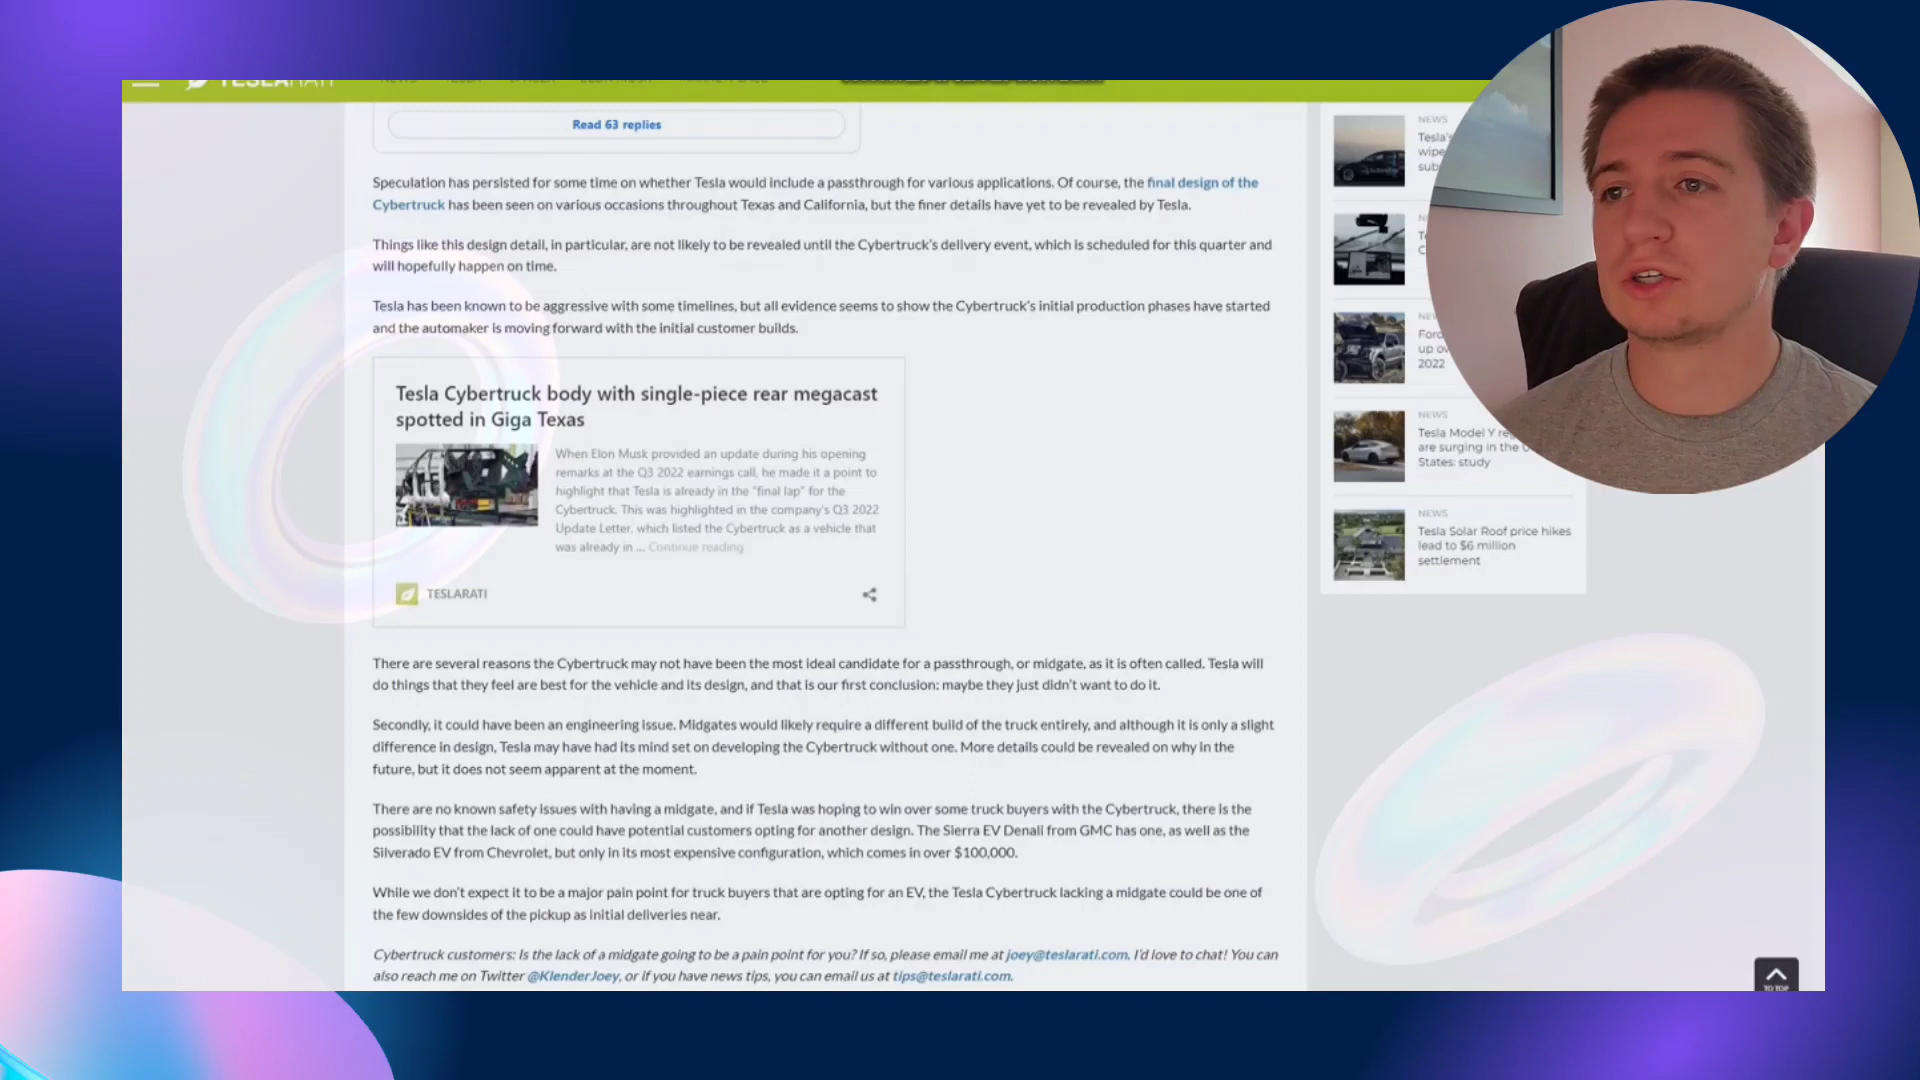 TESLARATI
Read 63 replies
Speculation has persisted for some time on whether Tesla would include a passthrough for various applications. Of course, the final design of the
Cybertruck has been seen on various occasions throughout Texas and California, but the finer details have yet to be revealed by Tesla.
Things like this design detail, in particular, are not likely to be revealed until the Cybertruck's delivery event, which is scheduled for this quarter and
will hopefully happen on time.
Tesla has been known to be aggressive with some timelines, but all evidence seems to show the Cybertruck's initial production phases have started
and the automaker is moving forward with the initial customer builds.
Tesla Cybertruck body with single-piece rear megacast
spotted in Giga Texas
When Elon Musk provided an update during his opening
remarks at the Q3 2022 earnings call, he made it a point to
highlight that Tesla is already in the "final lap" for the
Cybertruck. This was highlighted in the company's Q3 2022
Update Letter, which listed the Cybertruck as a vehicle that
was already in ... Continue reading
TESLARATI
There are several reasons the Cybertruck may not have been the most ideal candidate for a passthrough, or midgate, as it is often called. Tesla will
do things that they feel are best for the vehicle and its design, and that is our first conclusion: maybe they just didn't want to do it.
Secondly, it could have been an engineering issue. Midgates would likely require a different build of the truck entirely, and although it is only a slight
difference in design, Tesla may have had its mind set on developing the Cybertruck without one. More details could be revealed on why in the
future, but it does not seem apparent at the moment.
There are no known safety issues with having a midgate, and if Tesla was hoping to win over some truck buyers with the Cybertruck, there is the
possibility that the lack of one could have potential customers opting for another design. The Sierra EV Denali from GMC has one, as well as the
Silverado EV from Chevrolet, but only in its most expensive configuration, which comes in over $100,000.
While we don't expect it to be a major pain point for truck buyers that are opting for an EV, the Tesla Cybertruck lacking a midgate could be one of
the few downsides of the pickup as initial deliveries near.
Cybertruck customers: Is the lack of a midgate going to be a pain point for you? If so, please email me at joey@teslarati.com. I'd love to chat! You can
also reach me on Twitter @KlenderJoey, or if you have news tips, you can email us at tips@teslarati.com.
NEWS
Tesla's
wipe
sub
Ford
up ov
2022
NEWS
Tesla Model Y
are surging in the
States: study
NEWS
Tesla Solar Roof price hikes
lead to $6 million
settlement
TO TOP